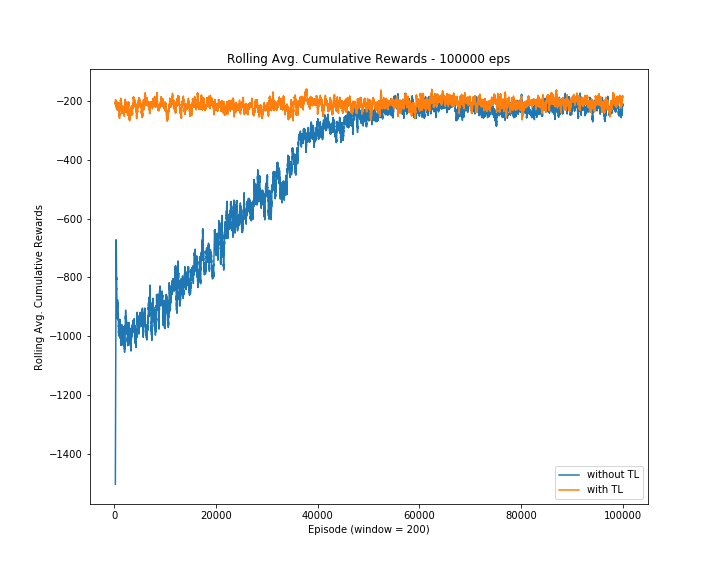 Rolling Avg. Cumulative Rewards - 100000 eps
Rolling Avg. Cumulative Rewards
−200
−400
−600
−800
−1000
−1200
−1400
0 20000 40000 60000 80000 100000
Episode (window = 200)
without TL
with TL